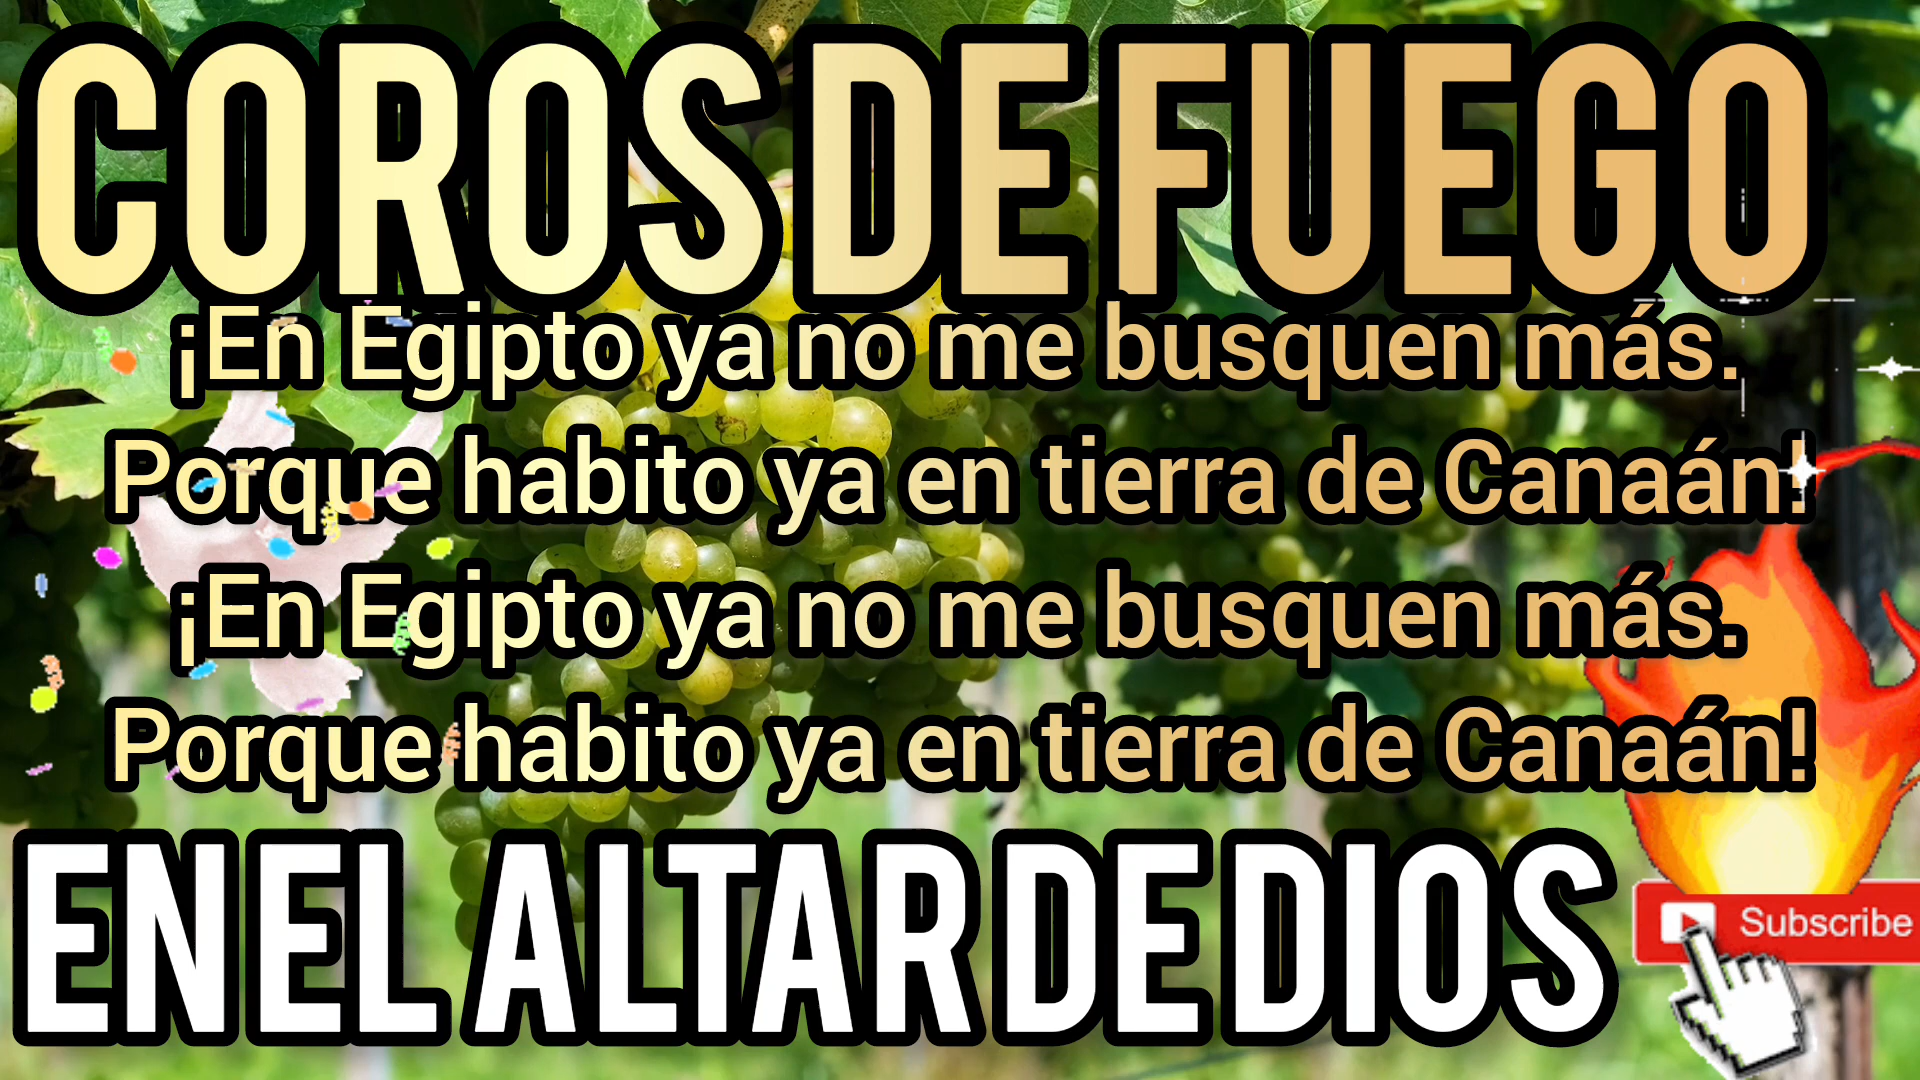 COROS DE FUEGO
¡En Egipto ya no me busquen más.
Porque habito ya en tierra de Canaán!
¡En Egipto ya no me busquen más.
Porque habito ya en tierra de Canaán!
EN EL ALTAR DE DIOS
Subscribe